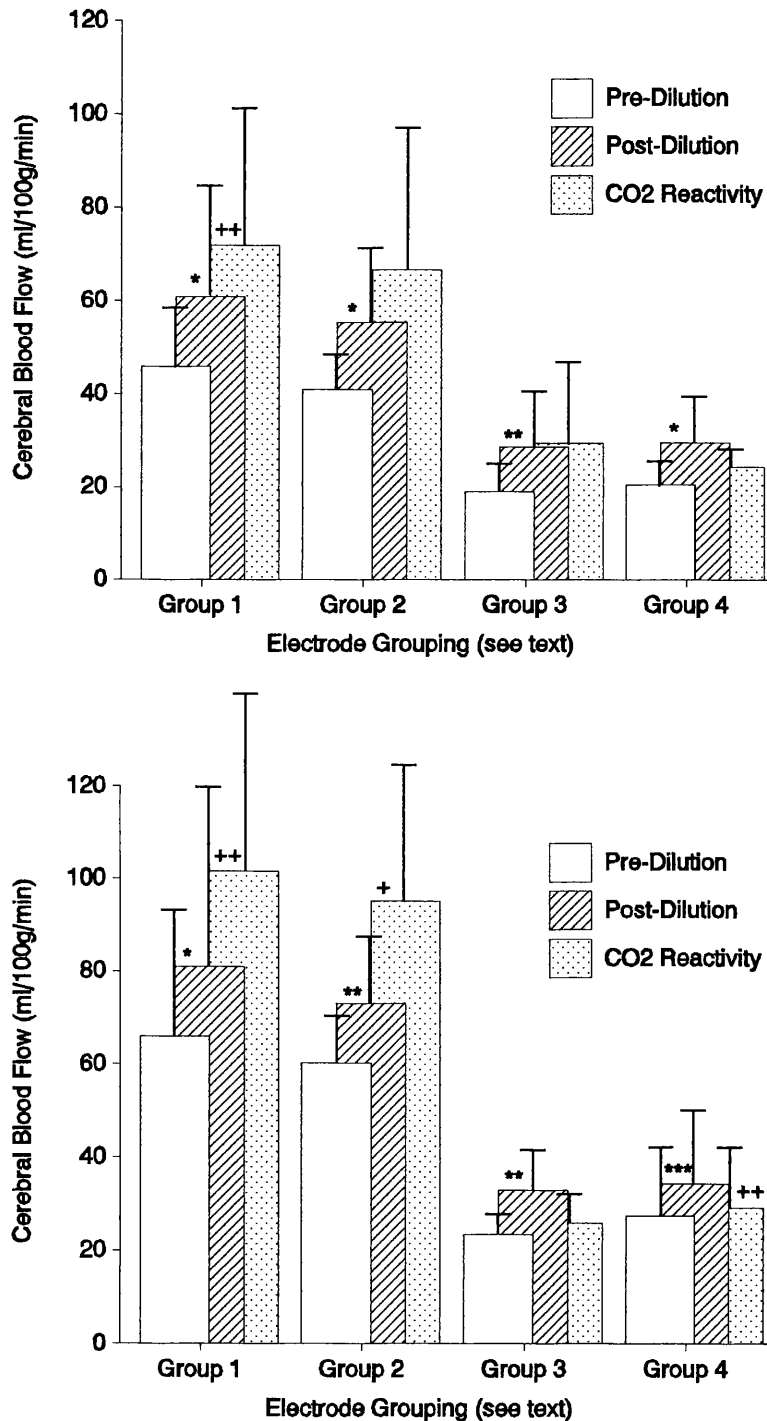 120
100
80
60
40
20
0
Cerebral Blood Flow (ml/100g/min)
Pre-Dilution
Post-Dilution
CO2 Reactivity
*
++
*
**
*
Group 1
Group 2
Group 3
Group 4
Electrode Grouping (see text)
120
100
80
60
40
20
0
Cerebral Blood Flow (ml/100g/min)
Pre-Dilution
Post-Dilution
CO2 Reactivity
*
++
**
+
**
***
++
Group 1
Group 2
Group 3
Group 4
Electrode Grouping (see text)